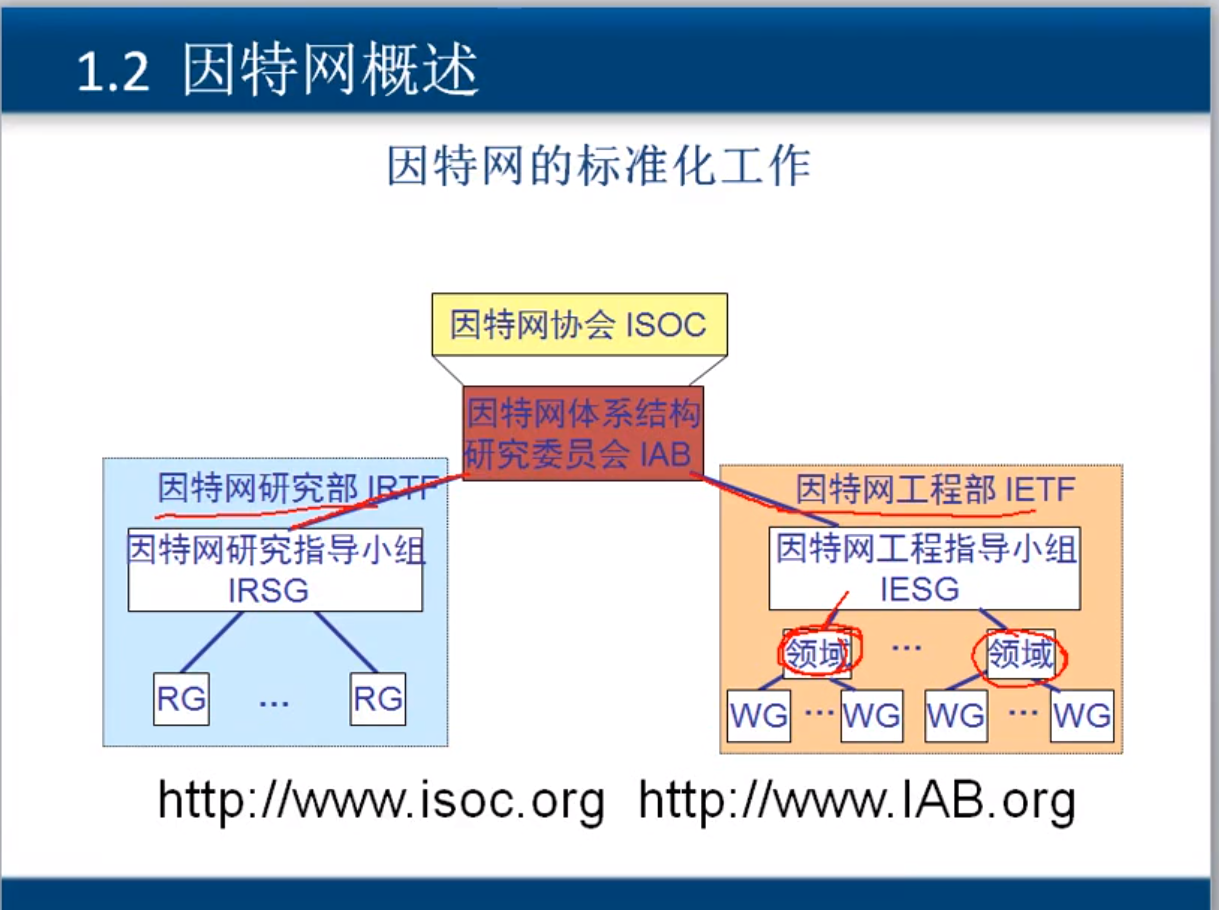 1.2 因特网概述
因特网的标准化工作
因特网协会 ISOC
因特网体系结构
研究委员会 IAB
因特网研究部 IRTF
因特网研究指导小组
IRSG
RG ... RG
因特网工程部 IETF
因特网工程指导小组
IESG
领域 ... 领域
WG ... WG WG ... WG
http://www.isoc.org http://www.IAB.org